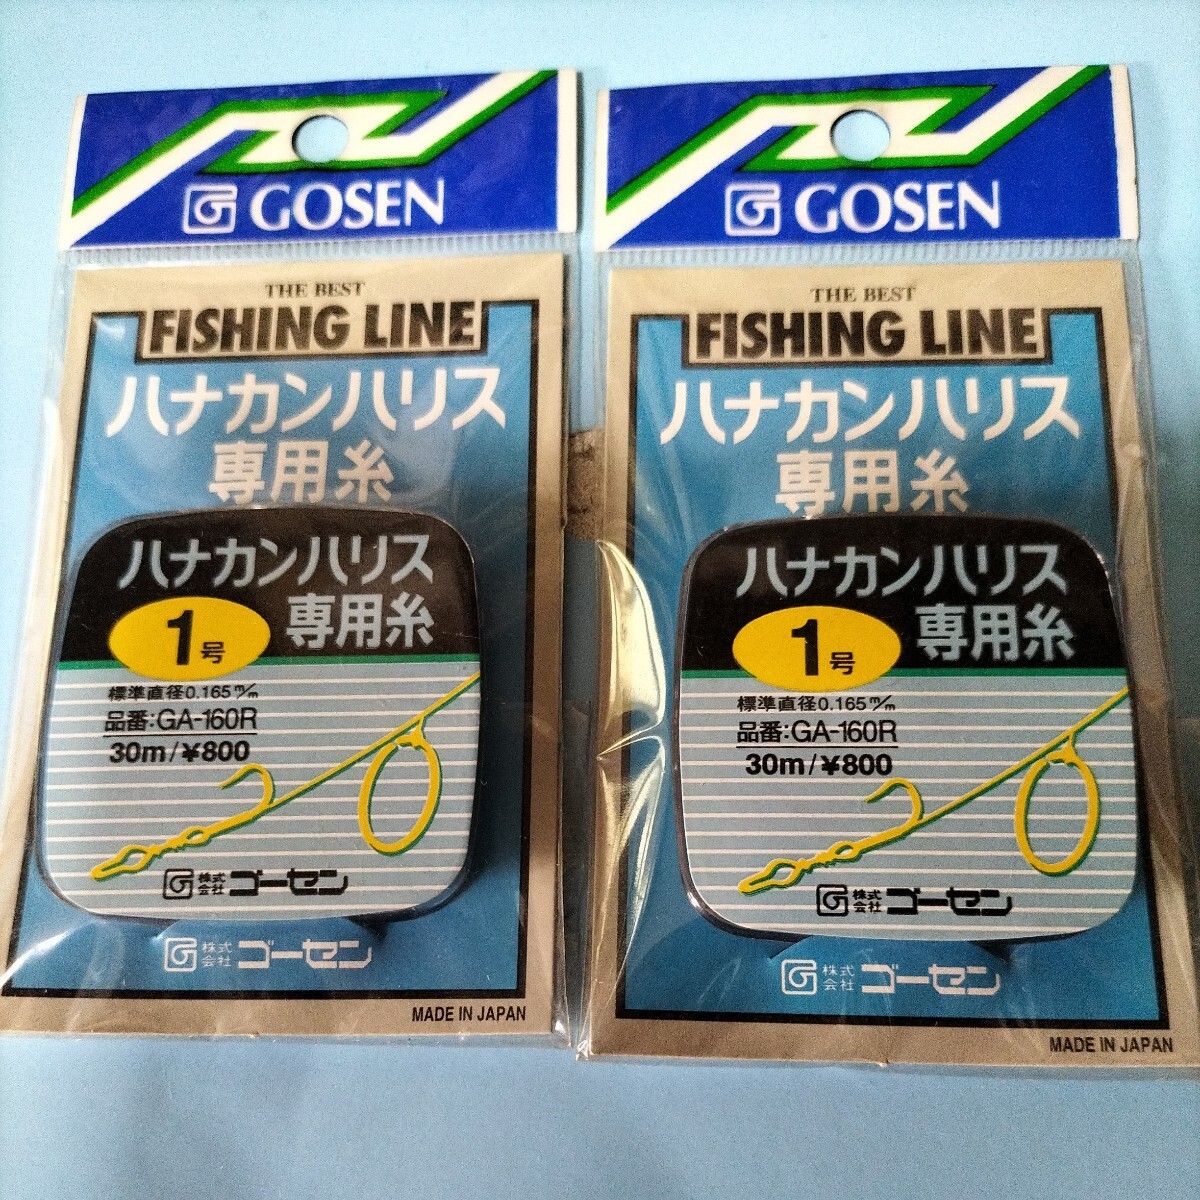 GOSEN
THE BEST
FISHING LINE
ハナカンハリス
専用糸
ハナカンハリス
1号 専用糸
標準直径0.165m/m
品番:GA-160R
30m/¥800
株式会社 ゴーセン
株式会社 ゴーセン
MADE IN JAPAN
GOSEN
THE BEST
FISHING LINE
ハナカンハリス
専用糸
ハナカンハリス
1号 専用糸
標準直径0.165m/m
品番:GA-160R
30m/¥800
株式会社 ゴーセン
株式会社 ゴーセン
MADE IN JAPAN